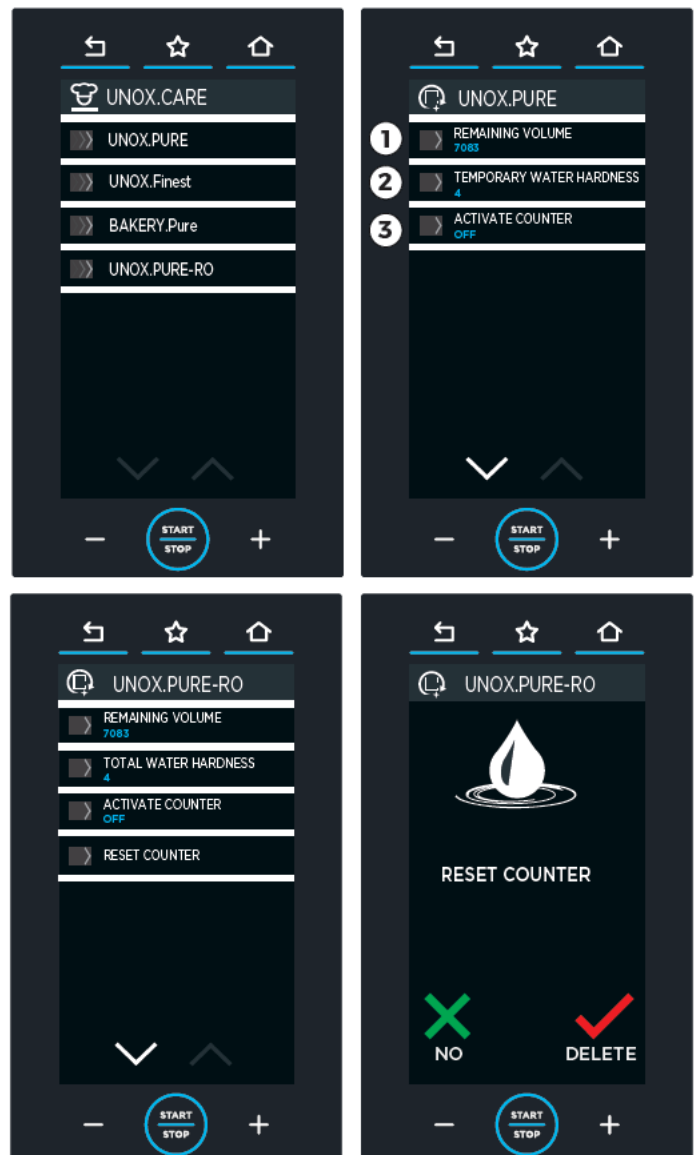 UNOX.CARE
UNOX.PURE
UNOX.Finest
BAKERY.Pure
UNOX.PURE-RO
START
STOP
UNOX.PURE
1
REMAINING VOLUME
7083
2
TEMPORARY WATER HARDNESS
4
3
ACTIVATE COUNTER
OFF
START
STOP
UNOX.PURE-RO
REMAINING VOLUME
7083
TOTAL WATER HARDNESS
4
ACTIVATE COUNTER
OFF
RESET COUNTER
START
STOP
UNOX.PURE-RO
RESET COUNTER
NO
DELETE
START
STOP